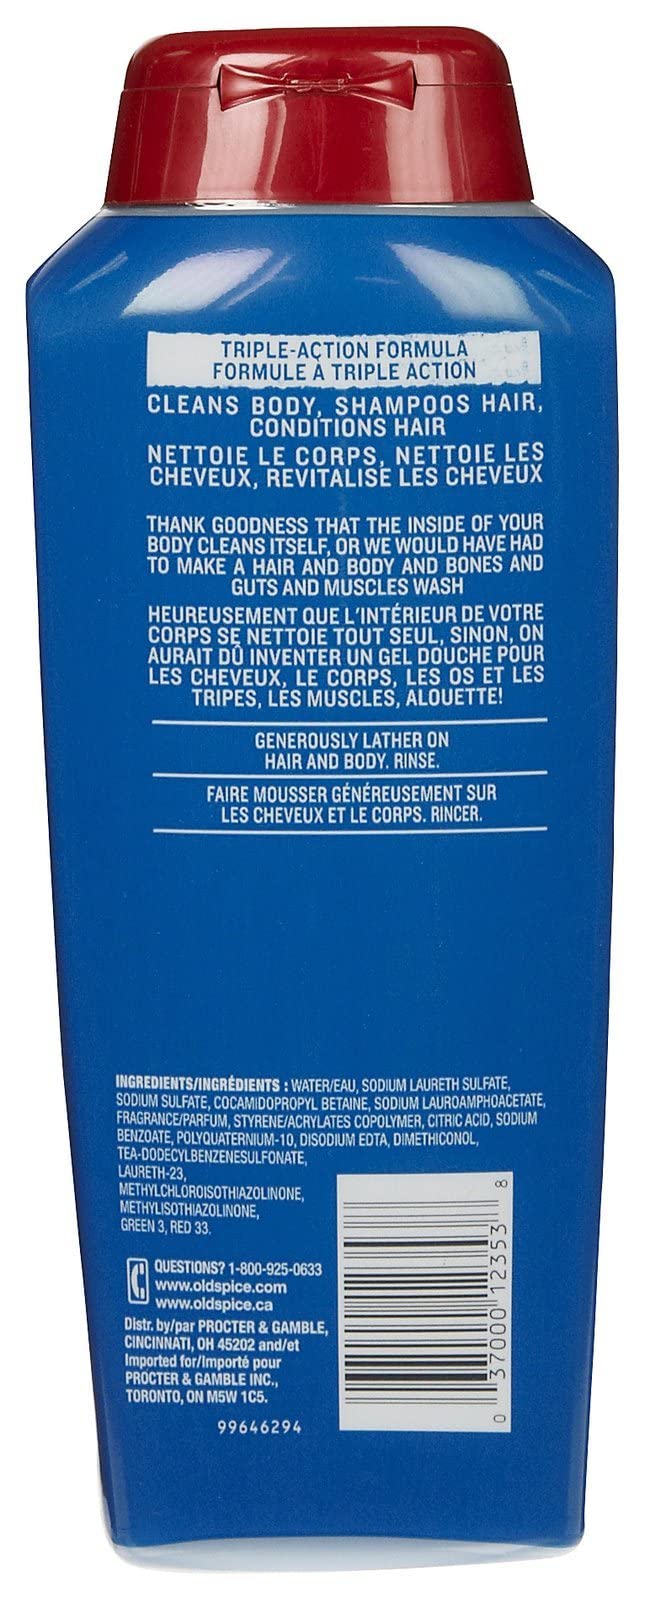 TRIPLE-ACTION FORMULA
FORMULE À TRIPLE ACTION
CLEANS BODY, SHAMPOOS HAIR,
CONDITIONS HAIR
NETTOIE LE CORPS, NETTOIE LES
CHEVEUX, REVITALISE LES CHEVEUX
THANK GOODNESS THAT THE INSIDE OF YOUR
BODY CLEANS ITSELF, OR WE WOULD HAVE HAD
TO MAKE A HAIR AND BODY AND BONES AND
GUTS AND MUSCLES WASH
HEUREUSEMENT QUE L'INTÉRIEUR DE VOTRE
CORPS SE NETTOIE TOUT SEUL, SINON, ON
AURAIT DÛ INVENTER UN GEL DOUCHE POUR
LES CHEVEUX, LE CORPS, LES OS ET LES
TRIPES, LES MUSCLES, ALOUETTE!
GENEROUSLY LATHER ON
HAIR AND BODY. RINSE.
FAIRE MOUSSER GÉNÉREUSEMENT SUR
LES CHEVEUX ET LE CORPS. RINCER.
INGREDIENTS/INGRÉDIENTS : WATER/EAU, SODIUM LAURETH SULFATE,
SODIUM SULFATE, COCAMIDOPROPYL BETAINE, SODIUM LAUROAMPHOACETATE,
FRAGRANCE/PARFUM, STYRENE/ACRYLATES COPOLYMER, CITRIC ACID, SODIUM
BENZOATE, POLYQUATERNIUM-10, DISODIUM EDTA, DIMETHICONOL,
TEA-DODECYLBENZENESULFONATE,
LAURETH-23,
METHYLCHLOROISOTHIAZOLINONE,
METHYLISOTHIAZOLINONE,
GREEN 3, RED 33.
QUESTIONS? 1-800-925-0633
www.oldspice.com
www.oldspice.ca
Distr. by/par PROCTER & GAMBLE,
CINCINNATI, OH 45202 and/et
Imported for/Importé pour
PROCTER & GAMBLE INC.,
TORONTO, ON M5W 1C5.
99646294
0 37000 12353 8